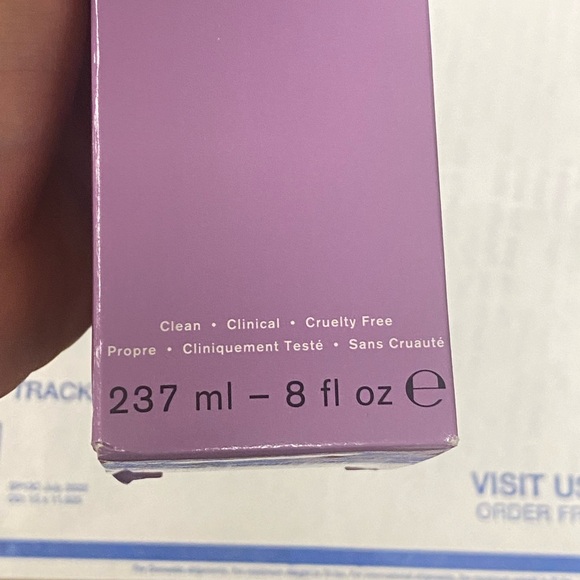 Clean • Clinical • Cruelty Free
Propre • Cliniquement Testé • Sans Cruauté
237 ml – 8 fl oz ℮
TRACK
VISIT US
ORDER FR